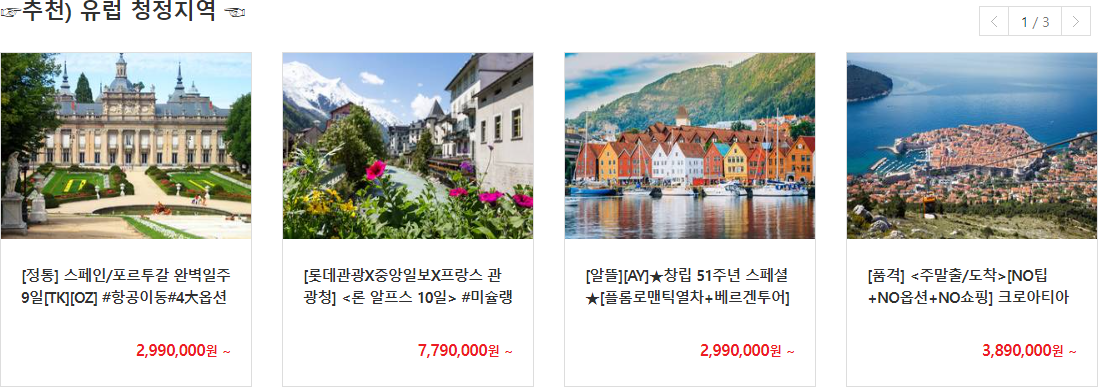 ☞추천) 유럽 청정지역 ☜
1 / 3
[정통] 스페인/포르투갈 완벽일주
9일[TK][OZ] #항공이동#4大옵션
2,990,000원 ~
[롯데관광X중앙일보X프랑스 관
광청] <론 알프스 10일> #미슐랭
7,790,000원 ~
[알뜰][AY]★창립 51주년 스페셜
★[플롬로맨틱열차+베르겐투어]
2,990,000원 ~
[품격] <주말출/도착>[NO팁
+NO옵션+NO쇼핑] 크로아티아
3,890,000원 ~